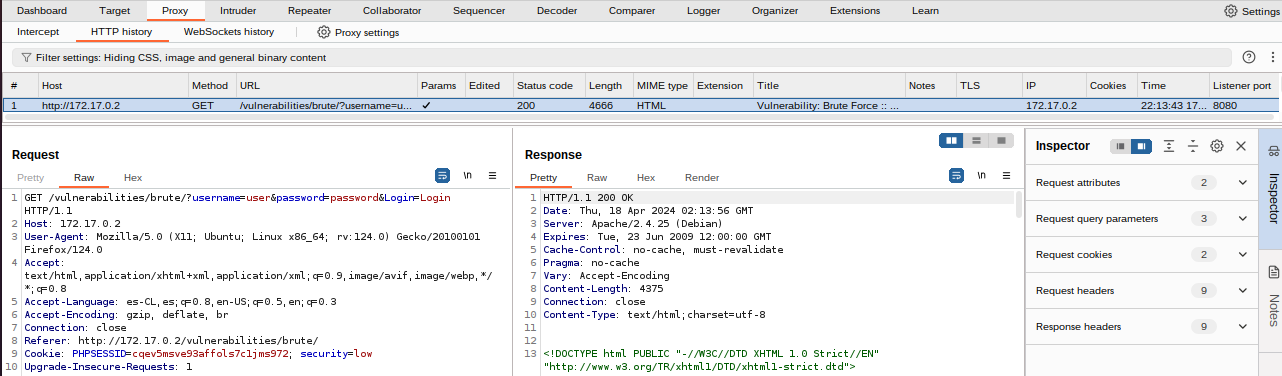 Dashboard Target Proxy Intruder Repeater Collaborator Sequencer Decoder Comparer Logger Organizer Extensions Learn Settings
Intercept HTTP history WebSockets history Proxy settings
Filter settings: Hiding CSS, image and general binary content
# Host Method URL Params Edited Status code Length MIME type Extension Title Notes TLS IP Cookies Time Listener port
1 http://172.17.0.2 GET /vulnerabilities/brute/?username=u... ✓ 200 4666 HTML Vulnerability: Brute Force :: ... 172.17.0.2 22:13:43 17... 8080
Request
Pretty Raw Hex \n
1 GET /vulnerabilities/brute/?username=user&password=password&Login=Login
HTTP/1.1
2 Host: 172.17.0.2
3 User-Agent: Mozilla/5.0 (X11; Ubuntu; Linux x86_64; rv:124.0) Gecko/20100101
Firefox/124.0
4 Accept:
text/html,application/xhtml+xml,application/xml;q=0.9,image/avif,image/webp,*/
*;q=0.8
5 Accept-Language: es-CL,es;q=0.8,en-US;q=0.5,en;q=0.3
6 Accept-Encoding: gzip, deflate, br
7 Connection: close
8 Referer: http://172.17.0.2/vulnerabilities/brute/
9 Cookie: PHPSESSID=cqev5msve93affols7c1jms972; security=low
10 Upgrade-Insecure-Requests: 1
Response
Pretty Raw Hex Render \n
1 HTTP/1.1 200 OK
2 Date: Thu, 18 Apr 2024 02:13:56 GMT
3 Server: Apache/2.4.25 (Debian)
4 Expires: Tue, 23 Jun 2009 12:00:00 GMT
5 Cache-Control: no-cache, must-revalidate
6 Pragma: no-cache
7 Vary: Accept-Encoding
8 Content-Length: 4375
9 Connection: close
10 Content-Type: text/html;charset=utf-8
11
12
13 <!DOCTYPE html PUBLIC "-//W3C//DTD XHTML 1.0 Strict//EN"
"http://www.w3.org/TR/xhtml1/DTD/xhtml1-strict.dtd">
Inspector
Request attributes 2
Request query parameters 3
Request cookies 2
Request headers 9
Response headers 9
Inspector
Notes